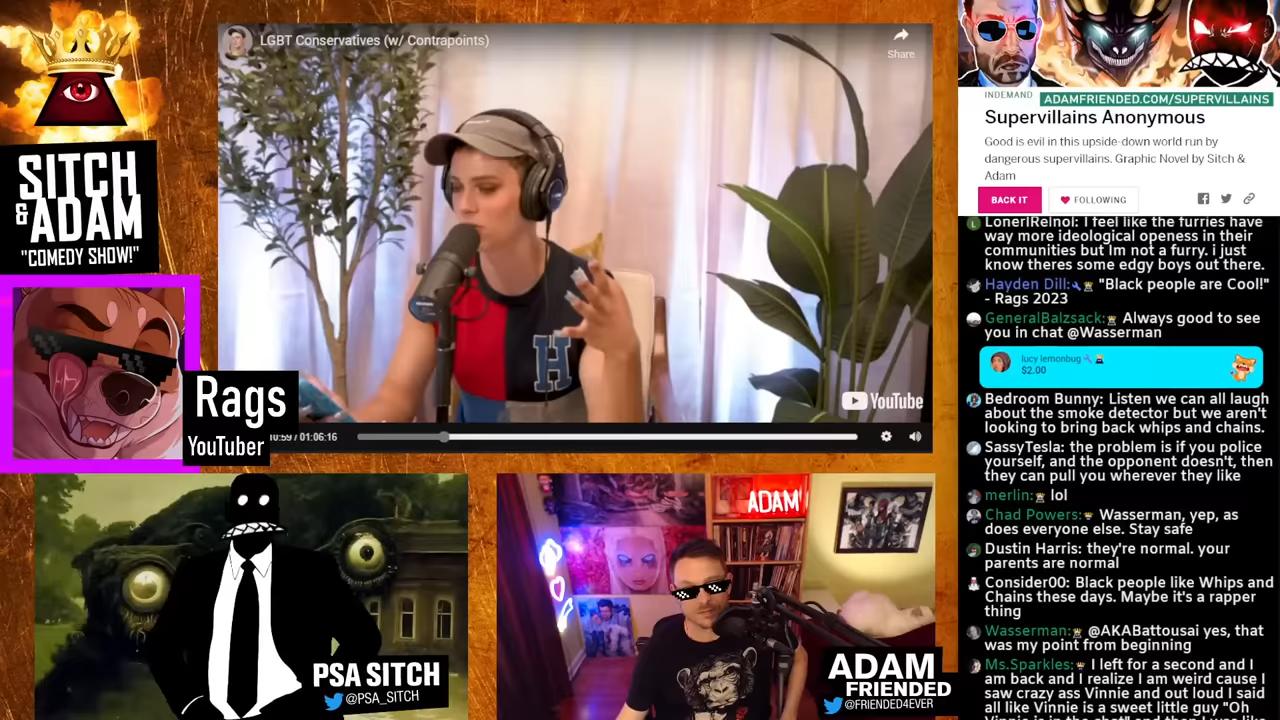 SITCH
& ADAM
"COMEDY SHOW!"
Rags
YouTuber
LGBT Conservatives (w/ Contrapoints)
Share
H
YouTube
10:59 / 01:06:16
PSA SITCH
@PSA_SITCH
ADAM
ADAM
FRIENDED
@FRIENDED4EVER
INDEMAND
ADAMFRIENDED.COM/SUPERVILLAINS
Supervillains Anonymous
Good is evil in this upside-down world run by
dangerous supervillains. Graphic Novel by Sitch &
Adam
BACK IT
FOLLOWING
LonerIRelnoi: I feel like the furries have
way more ideological openess in their
communities but Im not a furry. i just
know theres some edgy boys out there.
Hayden Dill: "Black people are Cool!"
- Rags 2023
GeneralBalzsack: Always good to see
you in chat @Wasserman
lucy lemonbug
$2.00
Bedroom Bunny: Listen we can all laugh
about the smoke detector but we aren't
looking to bring back whips and chains.
SassyTesla: the problem is if you police
yourself, and the opponent doesn't, then
they can pull you wherever they like
merlin: lol
Chad Powers: Wasserman, yep, as
does everyone else. Stay safe
Dustin Harris: they're normal. your
parents are normal
Consider00: Black people like Whips and
Chains these days. Maybe it's a rapper
thing
Wasserman: @AKABattousai yes, that
was my point from beginning
Ms.Sparkles: I left for a second and I
am back and I realize I am weird cause I
saw crazy ass Vinnie and out loud I said
all like Vinnie is a sweet little guy "Oh